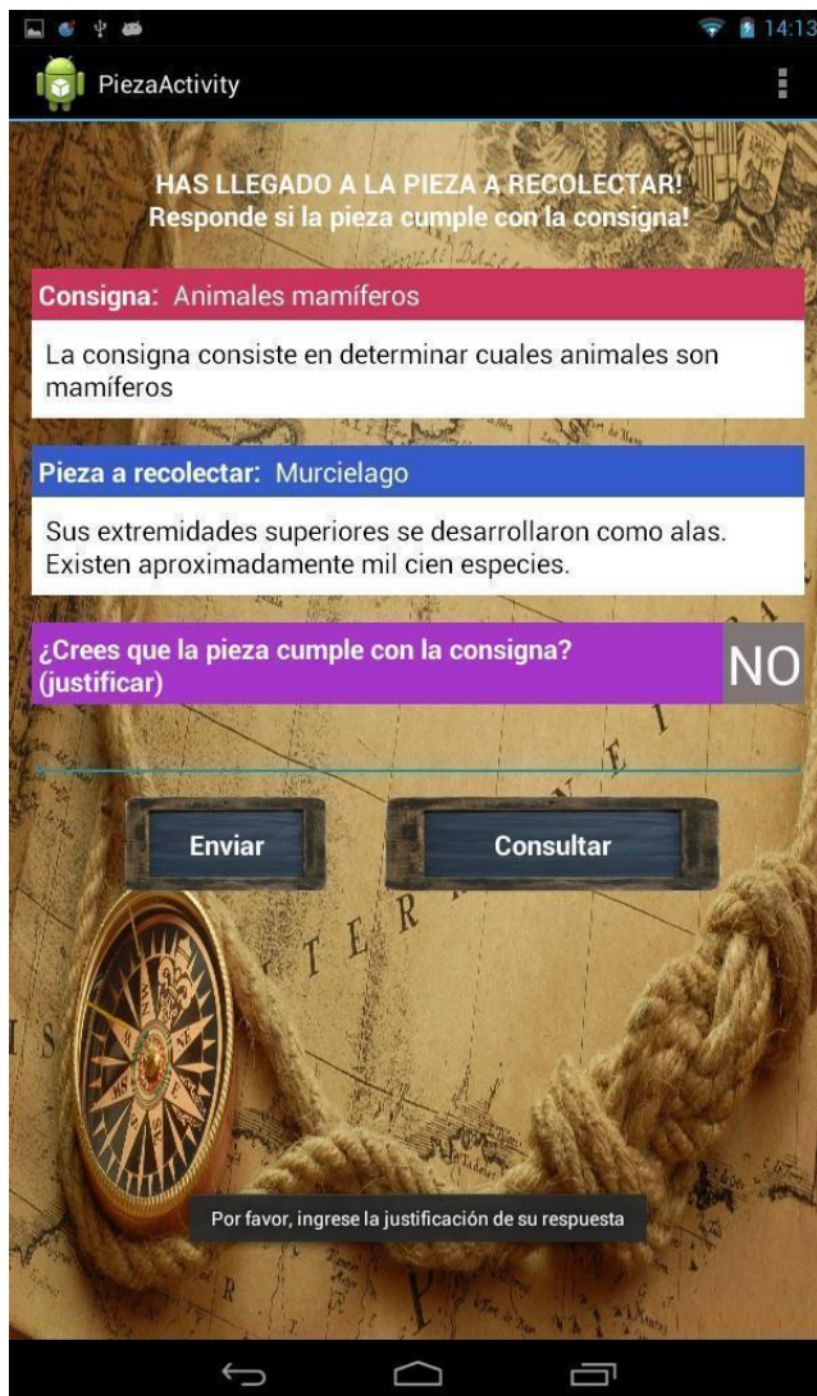 14:13
PiezaActivity
HAS LLEGADO A LA PIEZA A RECOLECTAR!
Responde si la pieza cumple con la consigna!
Consigna: Animales mamíferos
La consigna consiste en determinar cuales animales son
mamíferos
Pieza a recolectar: Murcielago
Sus extremidades superiores se desarrollaron como alas.
Existen aproximadamente mil cien especies.
¿Crees que la pieza cumple con la consigna?
(justificar)
NO
Enviar
Consultar
Por favor, ingrese la justificación de su respuesta